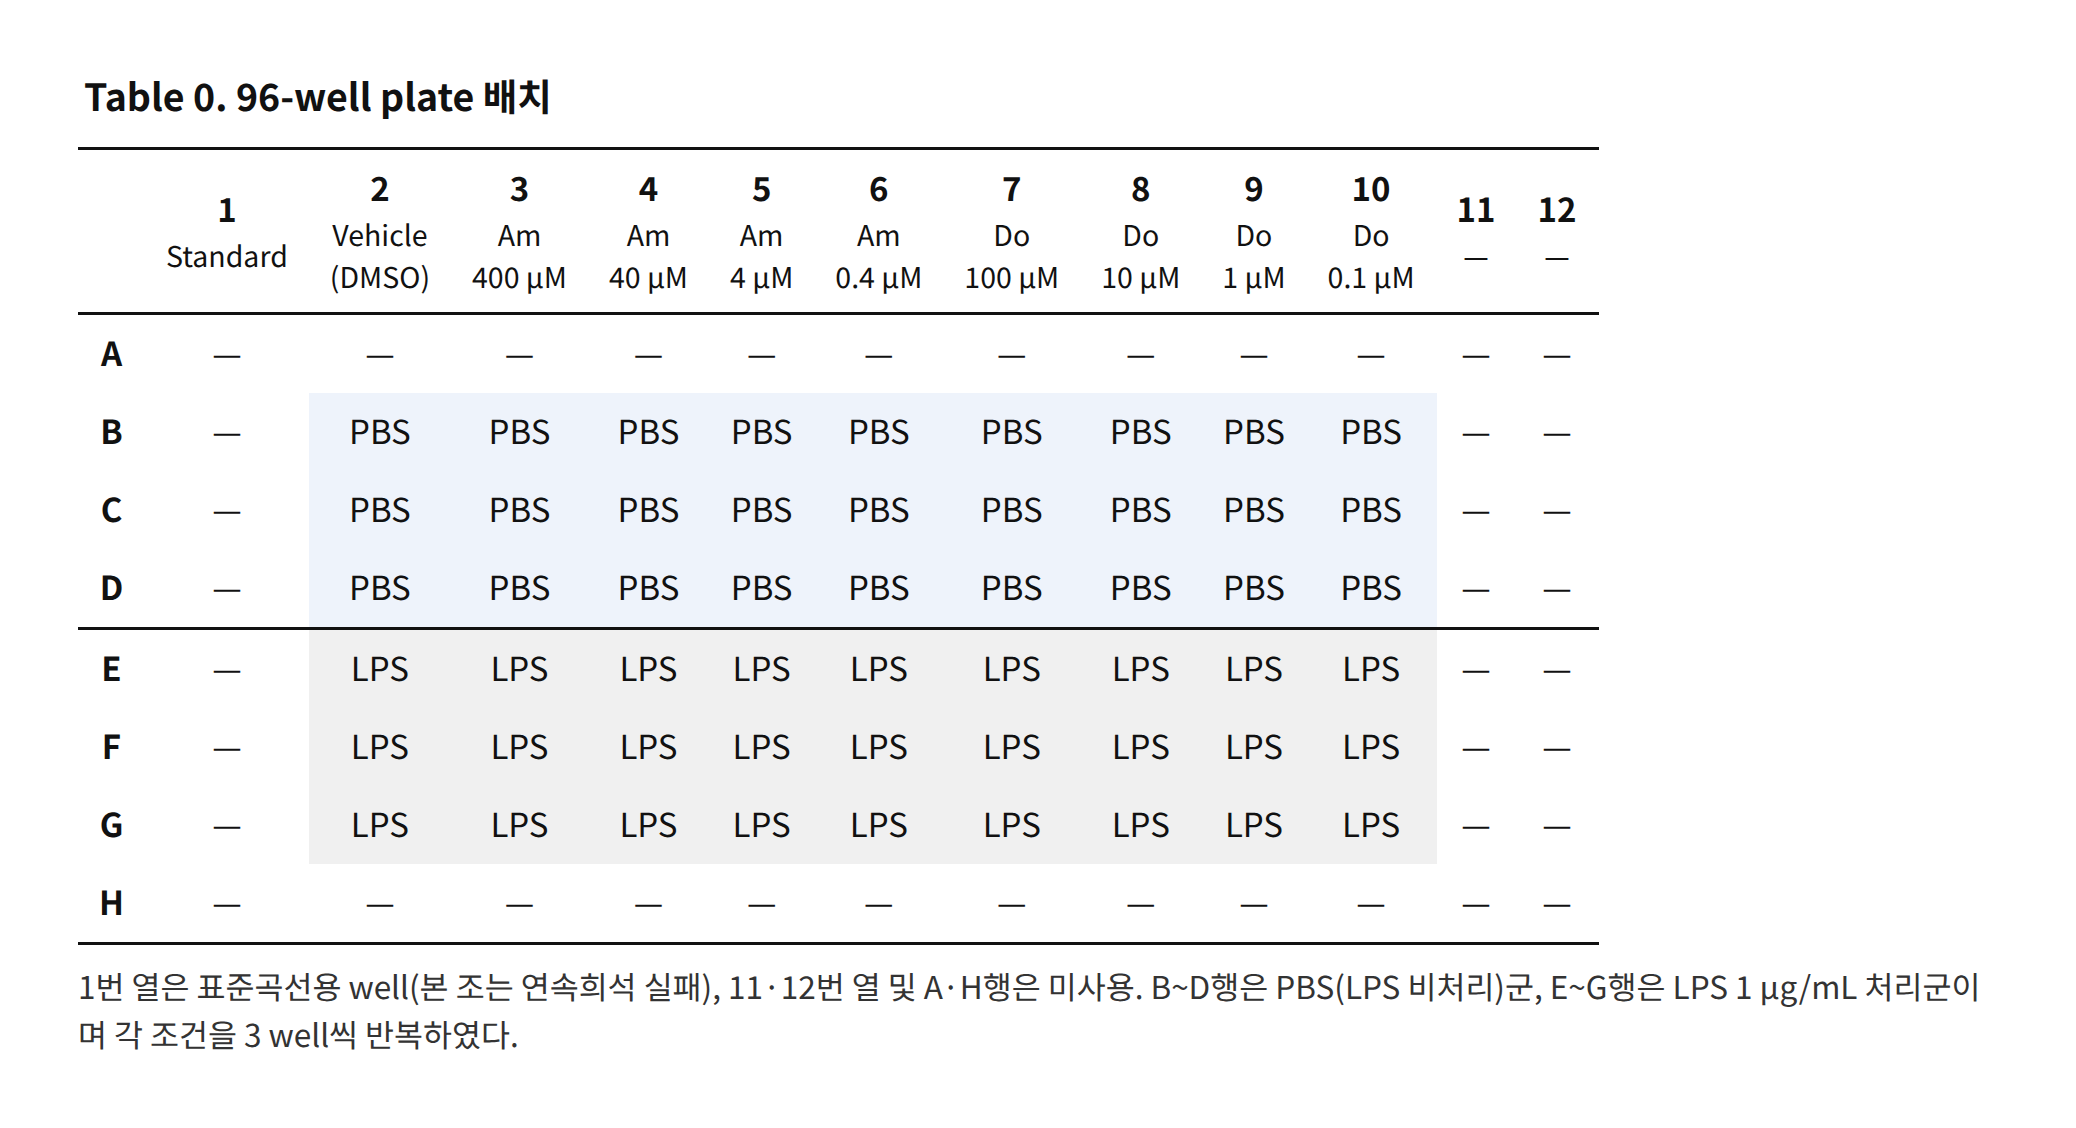 Table 0. 96-well plate 배치
1 2 3 4 5 6 7 8 9 10 11 12
Standard Vehicle Am Am Am Am Do Do Do Do — —
(DMSO) 400 μM 40 μM 4 μM 0.4 μM 100 μM 10 μM 1 μM 0.1 μM
A — — — — — — — — — — — —
B — PBS PBS PBS PBS PBS PBS PBS PBS PBS — —
C — PBS PBS PBS PBS PBS PBS PBS PBS PBS — —
D — PBS PBS PBS PBS PBS PBS PBS PBS PBS — —
E — LPS LPS LPS LPS LPS LPS LPS LPS LPS — —
F — LPS LPS LPS LPS LPS LPS LPS LPS LPS — —
G — LPS LPS LPS LPS LPS LPS LPS LPS LPS — —
H — — — — — — — — — — — —
1번 열은 표준곡선용 well(본 조는 연속희석 실패), 11·12번 열 및 A·H행은 미사용. B~D행은 PBS(LPS 비처리)군, E~G행은 LPS 1 μg/mL 처리군이
며 각 조건을 3 well씩 반복하였다.